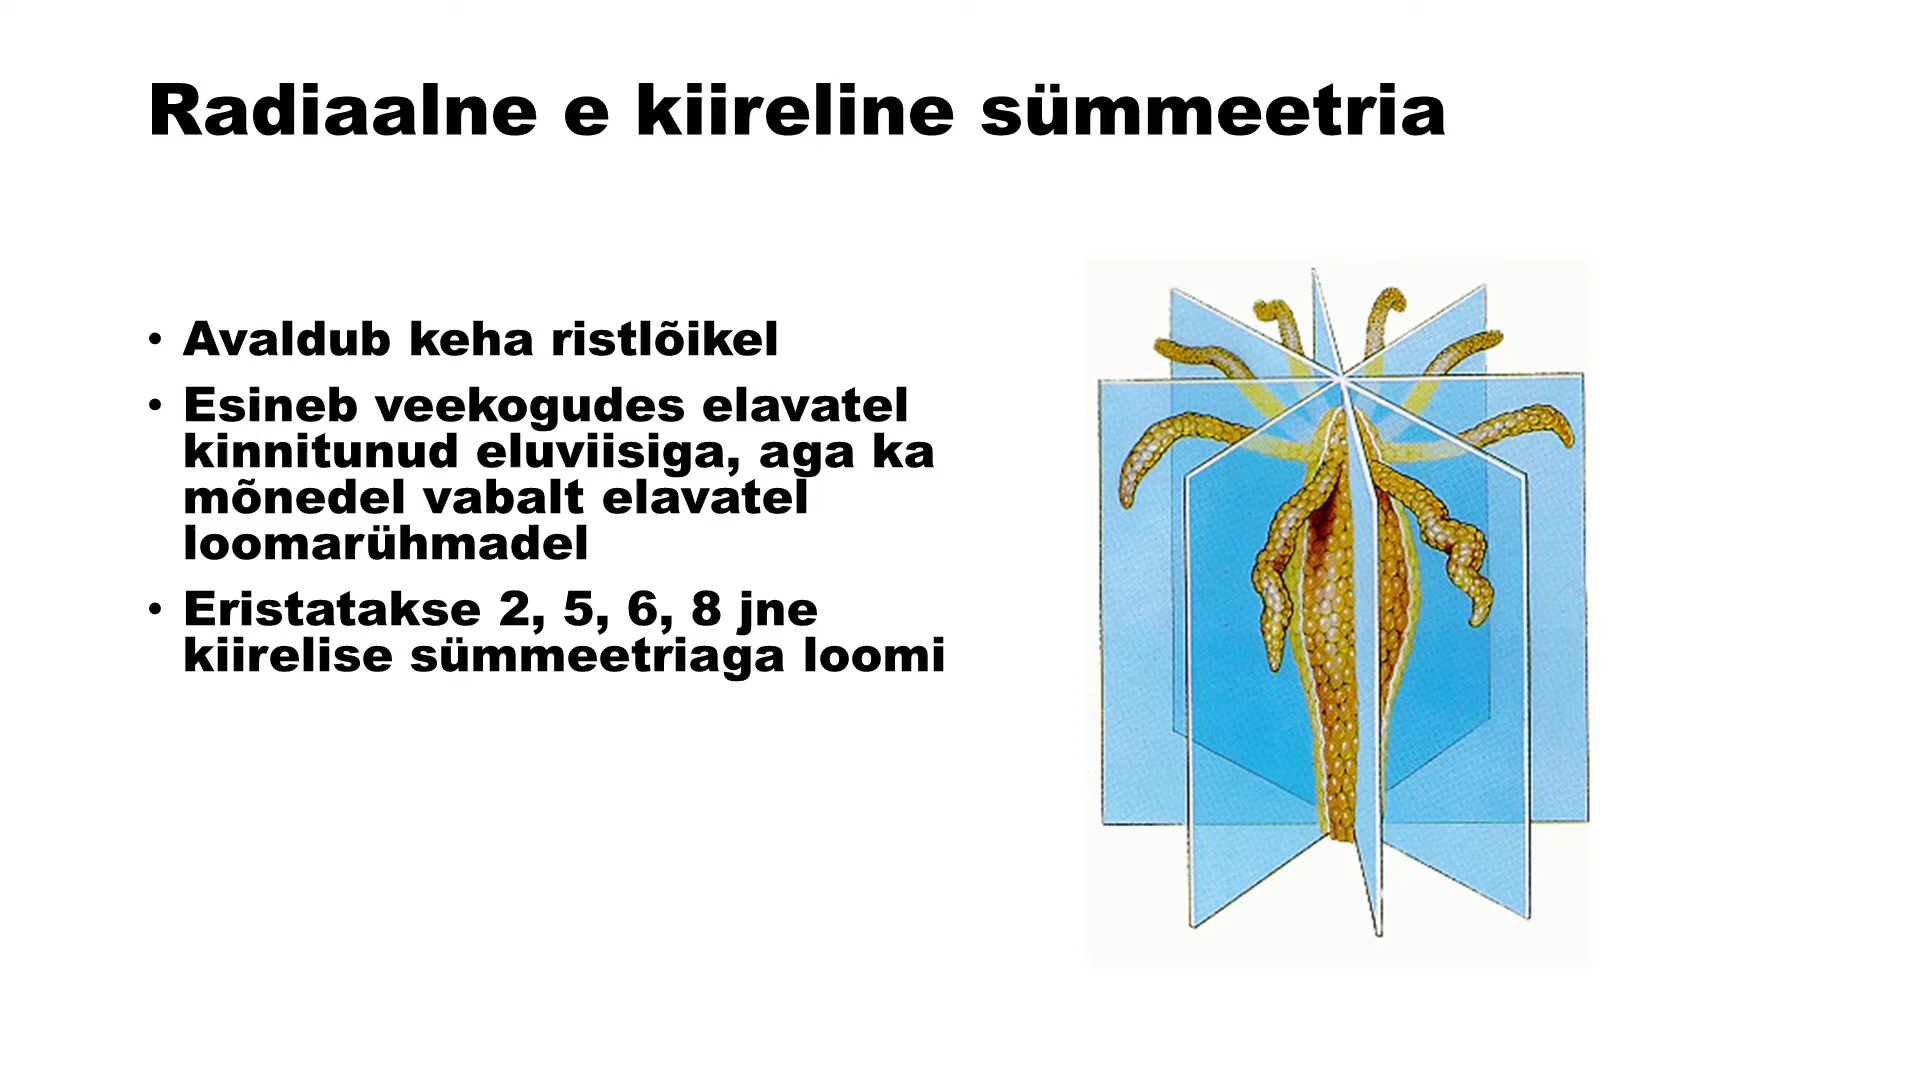 Radiaalne e kiireline sümmeetria
• Avaldub keha ristlõikel
• Esineb veekogudes elavatel
kinnitunud eluviisiga, aga ka
mõnedel vabalt elavatel
loomarühmadel
• Eristatakse 2, 5, 6, 8 jne
kiirelise sümmeetriaga loomi